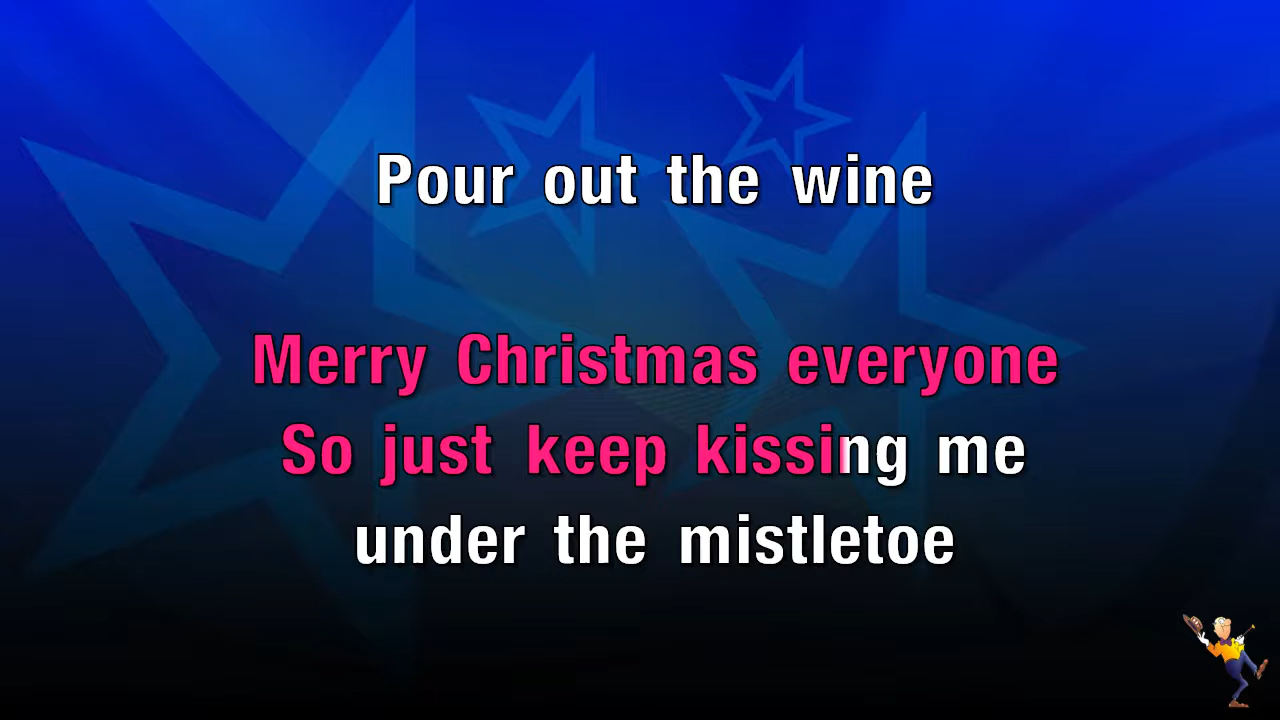 Pour out the wine
Merry Christmas everyone
So just keep kissing me
under the mistletoe